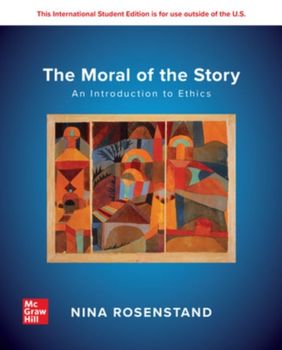 This International Student Edition is for use outside of the U.S.
The Moral of the Story
An Introduction to Ethics
Mc
Graw
Hill
NINA ROSENSTAND